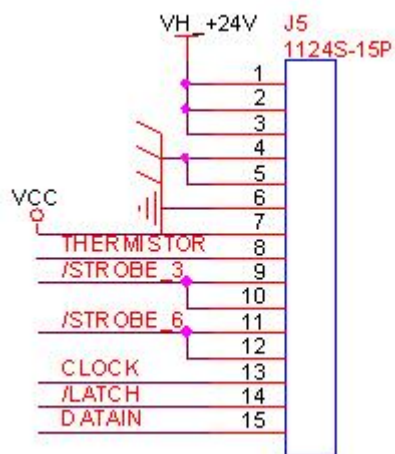 VH_+24V
J5
1124S-15P
1
2
3
4
5
6
VCC
7
THERMISTOR
8
/STROBE_3
9
10
/STROBE_6
11
12
CLOCK
13
/LATCH
14
DATAIN
15